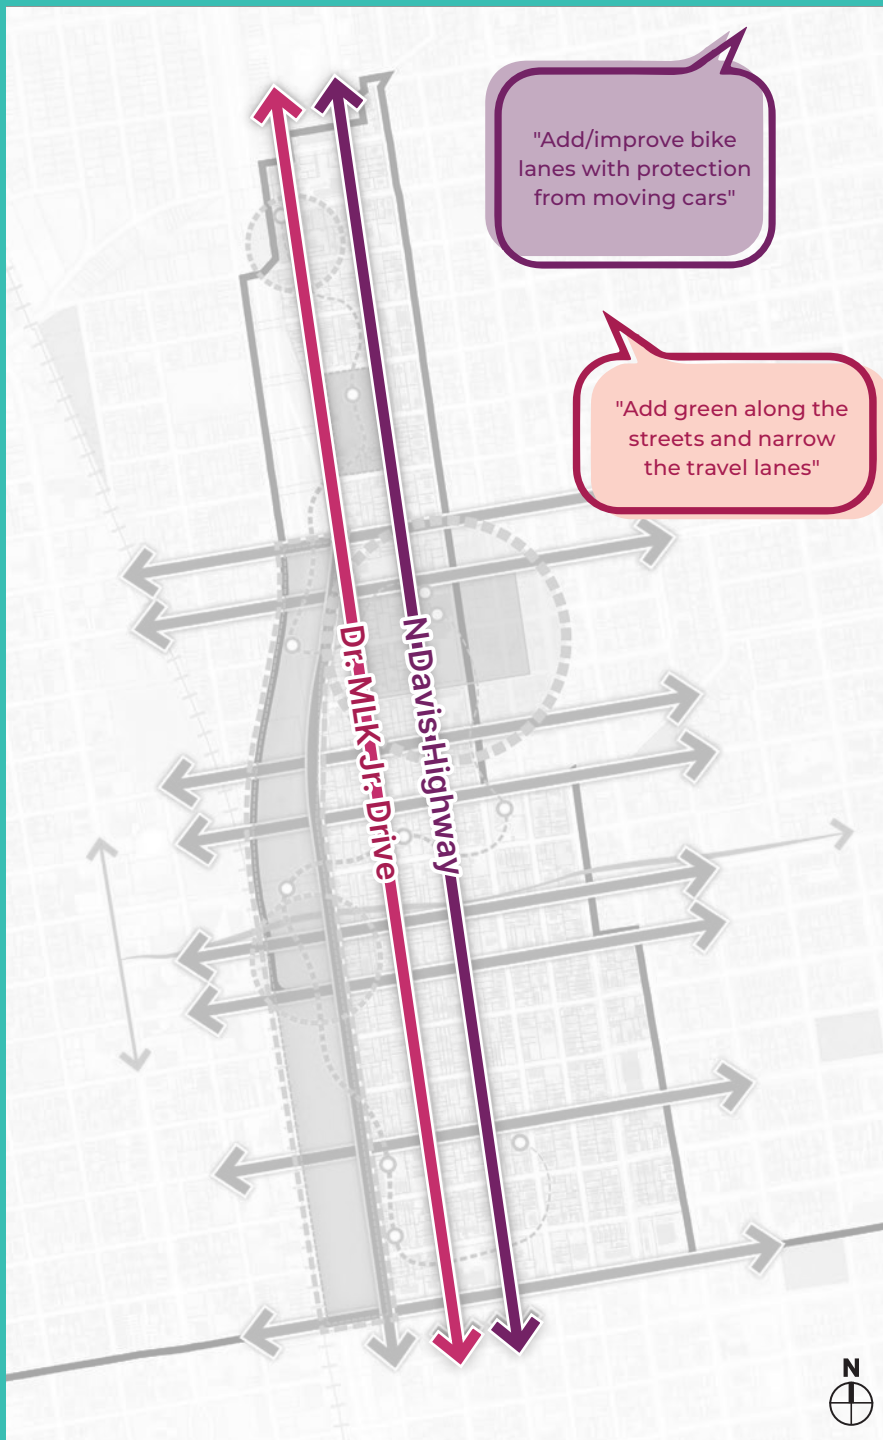 "Add/improve bike
lanes with protection
from moving cars"
"Add green along the
streets and narrow
the travel lanes"
Dr. MLK Jr. Drive
N Davis Highway
N